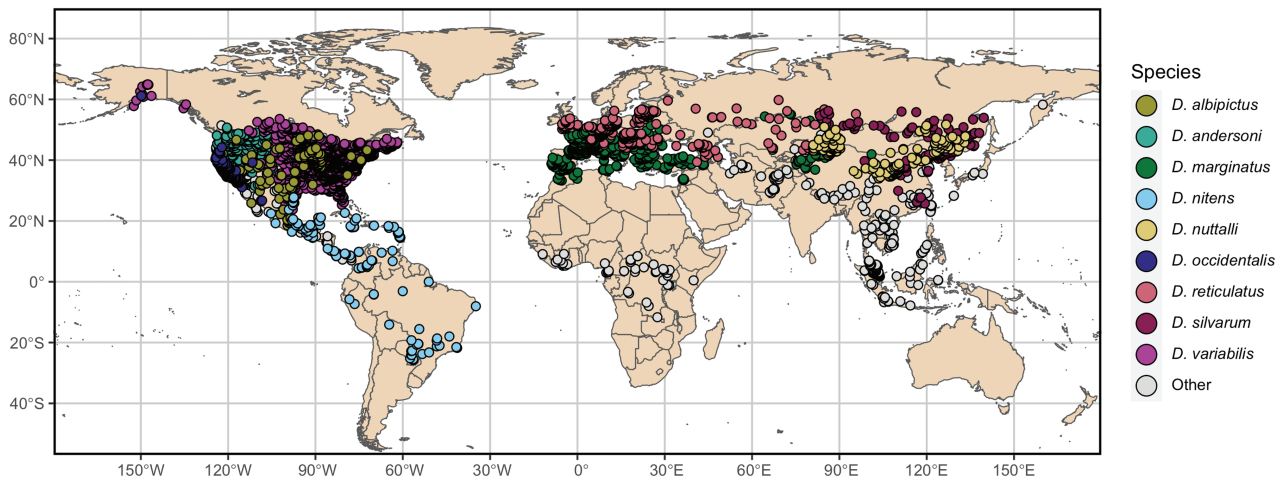 80°N
60°N
40°N
20°N
0°
20°S
40°S
150°W
120°W
90°W
60°W
30°W
0°
30°E
60°E
90°E
120°E
150°E
Species
D. albipictus
D. andersoni
D. marginatus
D. nitens
D. nuttalli
D. occidentalis
D. reticulatus
D. silvarum
D. variabilis
Other